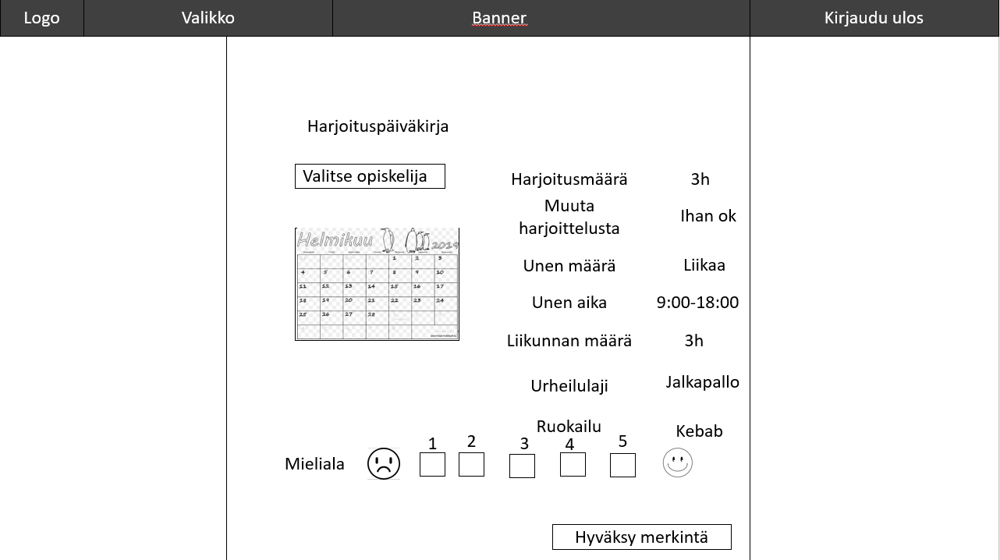 Logo
Valikko
Banner
Kirjaudu ulos
Harjoituspäiväkirja
Valitse opiskelija
Helmikuu 2019
1 2 3
4 5 6 7 8 9 10
11 12 13 14 15 16 17
18 19 20 21 22 23 24
25 26 27 28
Harjoitusmäärä 3h
Muuta
harjoittelusta
Ihan ok
Unen määrä Liikaa
Unen aika 9:00-18:00
Liikunnan määrä 3h
Urheilulaji Jalkapallo
Ruokailu Kebab
1 2 3 4 5
Mieliala
Hyväksy merkintä